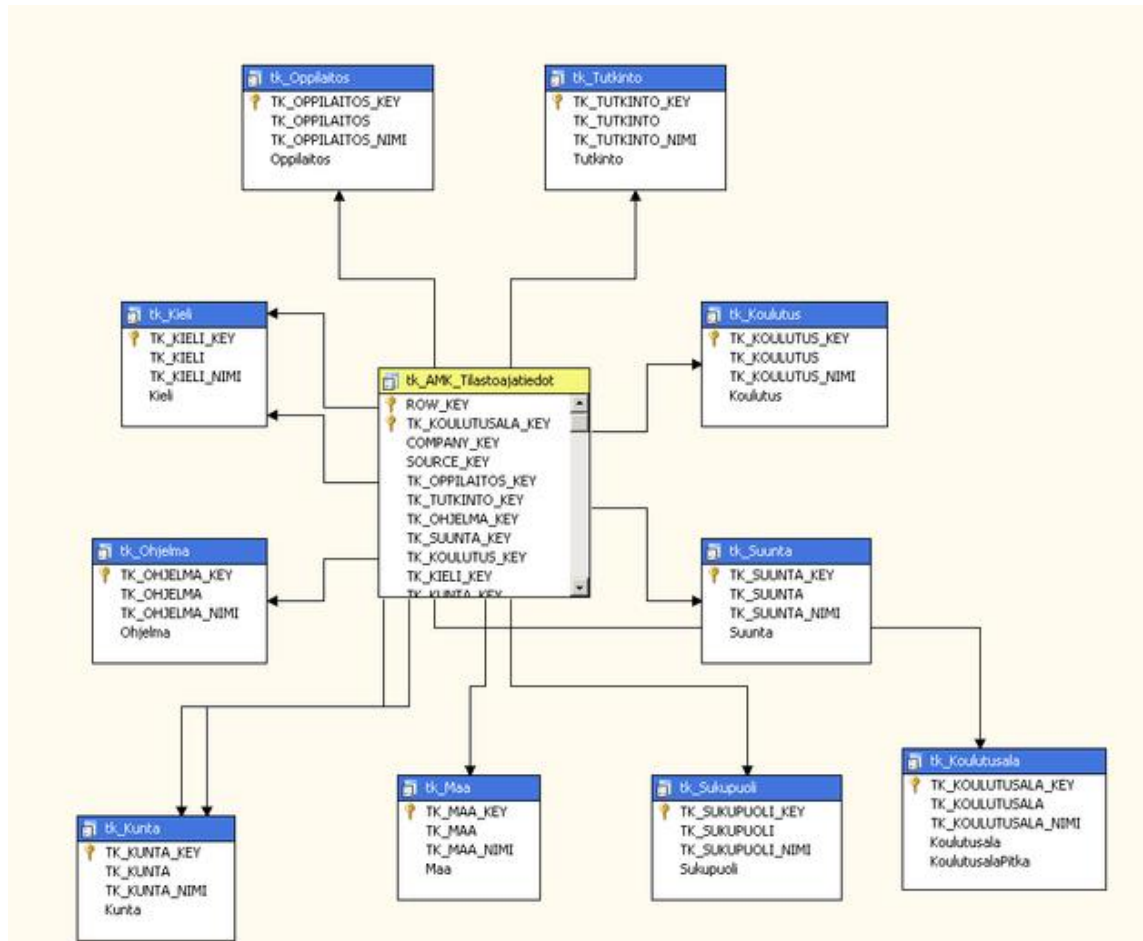 tk_Oppilaitos
TK_OPPILAITOS_KEY
TK_OPPILAITOS
TK_OPPILAITOS_NIMI
Oppilaitos
tk_Tutkinto
TK_TUTKINTO_KEY
TK_TUTKINTO
TK_TUTKINTO_NIMI
Tutkinto
tk_Kieli
TK_KIELI_KEY
TK_KIELI
TK_KIELI_NIMI
Kieli
tk_AMK_Tilastoajatiedot
ROW_KEY
TK_KOULUTUSALA_KEY
COMPANY_KEY
SOURCE_KEY
TK_OPPILAITOS_KEY
TK_TUTKINTO_KEY
TK_OHJELMA_KEY
TK_SUUNTA_KEY
TK_KOULUTUS_KEY
TK_KIELI_KEY
TK_KUNTA_KEY
tk_Koulutus
TK_KOULUTUS_KEY
TK_KOULUTUS
TK_KOULUTUS_NIMI
Koulutus
tk_Ohjelma
TK_OHJELMA_KEY
TK_OHJELMA
TK_OHJELMA_NIMI
Ohjelma
tk_Suunta
TK_SUUNTA_KEY
TK_SUUNTA
TK_SUUNTA_NIMI
Suunta
tk_Kunta
TK_KUNTA_KEY
TK_KUNTA
TK_KUNTA_NIMI
Kunta
tk_Maa
TK_MAA_KEY
TK_MAA
TK_MAA_NIMI
Maa
tk_Sukupuoli
TK_SUKUPUOLI_KEY
TK_SUKUPUOLI
TK_SUKUPUOLI_NIMI
Sukupuoli
tk_Koulutusala
TK_KOULUTUSALA_KEY
TK_KOULUTUSALA
TK_KOULUTUSALA_NIMI
Koulutusala
KoulutusalaPitka